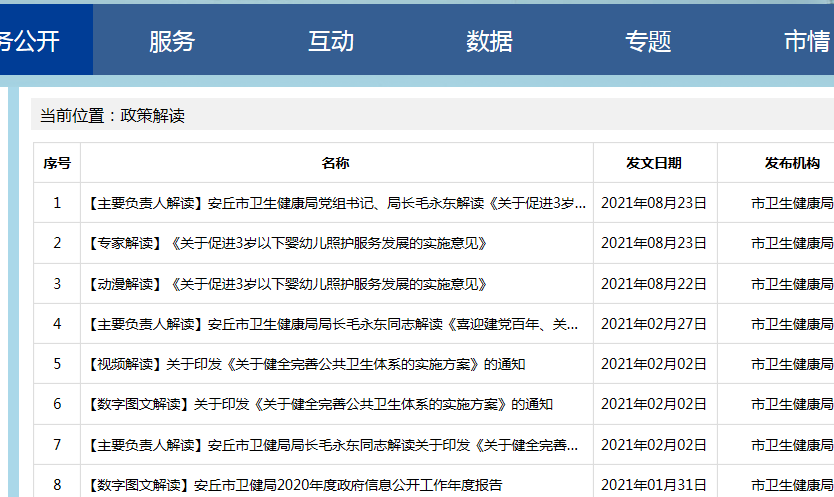 务公开 服务 互动 数据 专题 市情
当前位置：政策解读
序号 名称 发文日期 发布机构
1 【主要负责人解读】安丘市卫生健康局党组书记、局长毛永东解读《关于促进3岁... 2021年08月23日 市卫生健康局
2 【专家解读】《关于促进3岁以下婴幼儿照护服务发展的实施意见》 2021年08月23日 市卫生健康局
3 【动漫解读】《关于促进3岁以下婴幼儿照护服务发展的实施意见》 2021年08月22日 市卫生健康局
4 【主要负责人解读】安丘市卫生健康局局长毛永东同志解读《喜迎建党百年、关... 2021年02月27日 市卫生健康局
5 【视频解读】关于印发《关于健全完善公共卫生体系的实施方案》的通知 2021年02月02日 市卫生健康局
6 【数字图文解读】关于印发《关于健全完善公共卫生体系的实施方案》的通知 2021年02月02日 市卫生健康局
7 【主要负责人解读】安丘市卫健局局长毛永东同志解读关于印发《关于健全完善... 2021年02月02日 市卫生健康局
8 【数字图文解读】安丘市卫健局2020年度政府信息公开工作年度报告 2021年01月31日 市卫生健康局